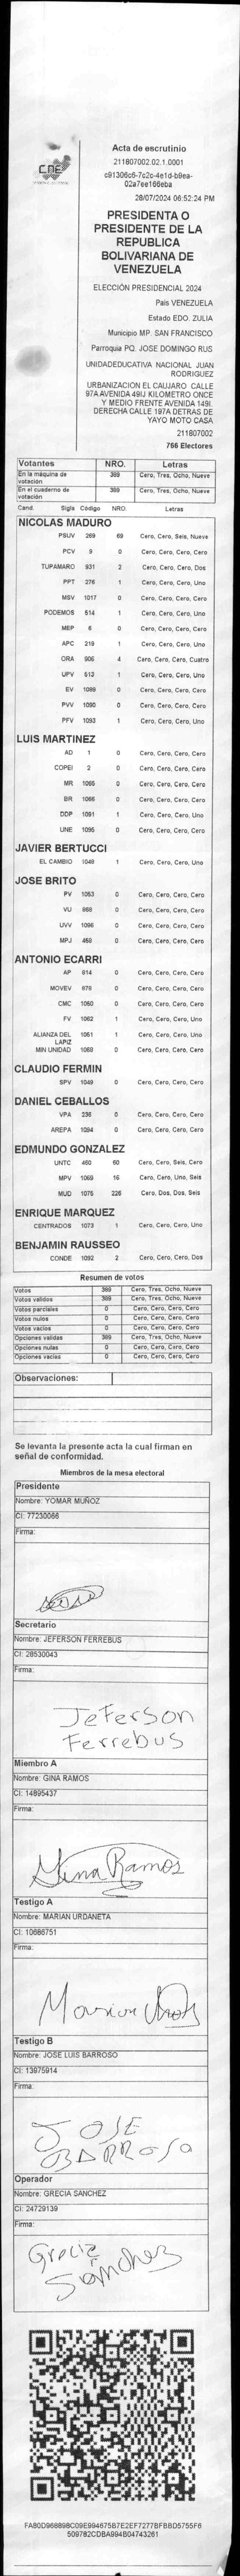 CNE
Acta de escrutinio
211807002.02.1.0001
c91306c6-7c2c-4e1d-b9ea-
02a7ee166eba
28/07/2024 06:52:24 PM
PRESIDENTA O
PRESIDENTE DE LA
REPUBLICA
BOLIVARIANA DE
VENEZUELA
ELECCIÓN PRESIDENCIAL 2024
País VENEZUELA
Estado EDO. ZULIA
Municipio MP. SAN FRANCISCO
Parroquia PQ. JOSE DOMINGO RUS
UNIDADEDUCATIVA NACIONAL JUAN
RODRIGUEZ
URBANIZACIÓN EL CAUJARO CALLE
97A AVENIDA 49IJ KILOMETRO ONCE
Y MEDIO FRENTE AVENIDA 149I.
DERECHA CALLE 197A DETRAS DE
YAYO MOTO CASA
211807002
766 Electores
Votantes NRO. Letras
En la máquina de
votación 389 Cero, Tres, Ocho, Nueve
En el cuaderno de
votación 389 Cero, Tres, Ocho, Nueve
Cand. Sigla Código NRO. Letras
NICOLAS MADURO
PSUV 269 69 Cero, Cero, Seis, Nueve
PCV 9 0 Cero, Cero, Cero, Cero
TUPAMARO 931 2 Cero, Cero, Cero, Dos
PPT 276 1 Cero, Cero, Cero, Uno
MSV 1017 0 Cero, Cero, Cero, Cero
PODEMOS 514 1 Cero, Cero, Cero, Uno
MEP 6 0 Cero, Cero, Cero, Cero
APC 219 1 Cero, Cero, Cero, Uno
ORA 906 4 Cero, Cero, Cero, Cuatro
UPV 513 1 Cero, Cero, Cero, Uno
EV 1089 0 Cero, Cero, Cero, Cero
PVV 1090 0 Cero, Cero, Cero, Cero
PFV 1093 1 Cero, Cero, Cero, Uno
LUIS MARTINEZ
AD 1 0 Cero, Cero, Cero, Cero
COPEI 2 0 Cero, Cero, Cero, Cero
MR 1065 0 Cero, Cero, Cero, Cero
BR 1066 0 Cero, Cero, Cero, Cero
DDP 1091 1 Cero, Cero, Cero, Uno
UNE 1095 0 Cero, Cero, Cero, Cero
JAVIER BERTUCCI
EL CAMBIO 1046 1 Cero, Cero, Cero, Uno
JOSE BRITO
PV 1053 0 Cero, Cero, Cero, Cero
VU 868 0 Cero, Cero, Cero, Cero
UVV 1096 0 Cero, Cero, Cero, Cero
MPJ 458 0 Cero, Cero, Cero, Cero
ANTONIO ECARRI
AP 814 0 Cero, Cero, Cero, Cero
MOVEV 878 0 Cero, Cero, Cero, Cero
CMC 1050 0 Cero, Cero, Cero, Cero
FV 1062 1 Cero, Cero, Cero, Uno
ALIANZA DEL
LAPIZ 1051 1 Cero, Cero, Cero, Uno
MIN UNIDAD 1068 0 Cero, Cero, Cero, Cero
CLAUDIO FERMIN
SPV 1049 0 Cero, Cero, Cero, Cero
DANIEL CEBALLOS
VPA 236 0 Cero, Cero, Cero, Cero
AREPA 1094 0 Cero, Cero, Cero, Cero
EDMUNDO GONZALEZ
UNTC 460 60 Cero, Cero, Seis, Cero
MPV 1069 16 Cero, Cero, Uno, Seis
MUD 1075 226 Cero, Dos, Dos, Seis
ENRIQUE MARQUEZ
CENTRADOS 1073 1 Cero, Cero, Cero, Uno
BENJAMIN RAUSSEO
CONDE 1092 2 Cero, Cero, Cero, Dos
Resumen de votos
Votos 389 Cero, Tres, Ocho, Nueve
Votos validos 389 Cero, Tres, Ocho, Nueve
Votos parciales 0 Cero, Cero, Cero, Cero
Votos nulos 0 Cero, Cero, Cero, Cero
Votos vacios 0 Cero, Cero, Cero, Cero
Opciones validas 389 Cero, Tres, Ocho, Nueve
Opciones nulas 0 Cero, Cero, Cero, Cero
Opciones vacios 0 Cero, Cero, Cero, Cero
Observaciones:
Se levanta la presente acta la cual firman en
señal de conformidad.
Miembros de la mesa electoral
Presidente
Nombre: YOMAR MUÑOZ
CI: 77230066
Firma:
Secretario
Nombre: JEFERSON FERREBUS
CI: 28530043
Firma:
Jeferson
Ferrebus
Miembro A
Nombre: GINA RAMOS
CI: 14895437
Firma:
Gina Ramos
Testigo A
Nombre: MARIAN URDANETA
CI: 10686751
Firma:
Testigo B
Nombre: JOSE LUIS BARROSO
CI: 13975914
Firma:
JOSE
BARROSO
Operador
Nombre: GRECIA SANCHEZ
CI: 24729139
Firma:
Grecia
Sanchez
FA80D968898C09E994675B7E2EF7277BFBBD5755F6
509782CDBA994B04743261